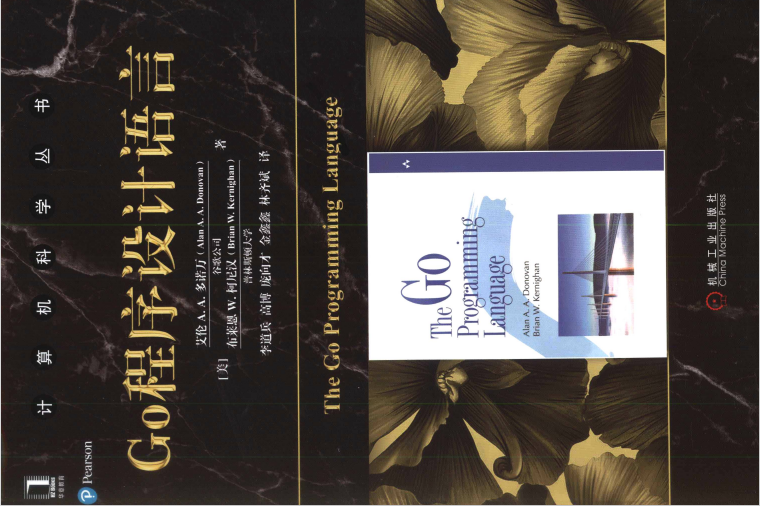 计算机科学丛书
Go程序设计语言
艾伦 A. A. 多诺万（Alan A. A. Donovan）
谷歌公司
[美] 布莱恩 W. 柯尼汉（Brian W. Kernighan） 著
普林斯顿大学
李道兵 高博 庞向才 金鑫鑫 林齐斌 译
The Go Programming Language
The Go
Programming
Language
Alan A. A. Donovan
Brian W. Kernighan
机械工业出版社
China Machine Press
华章教育
Pearson